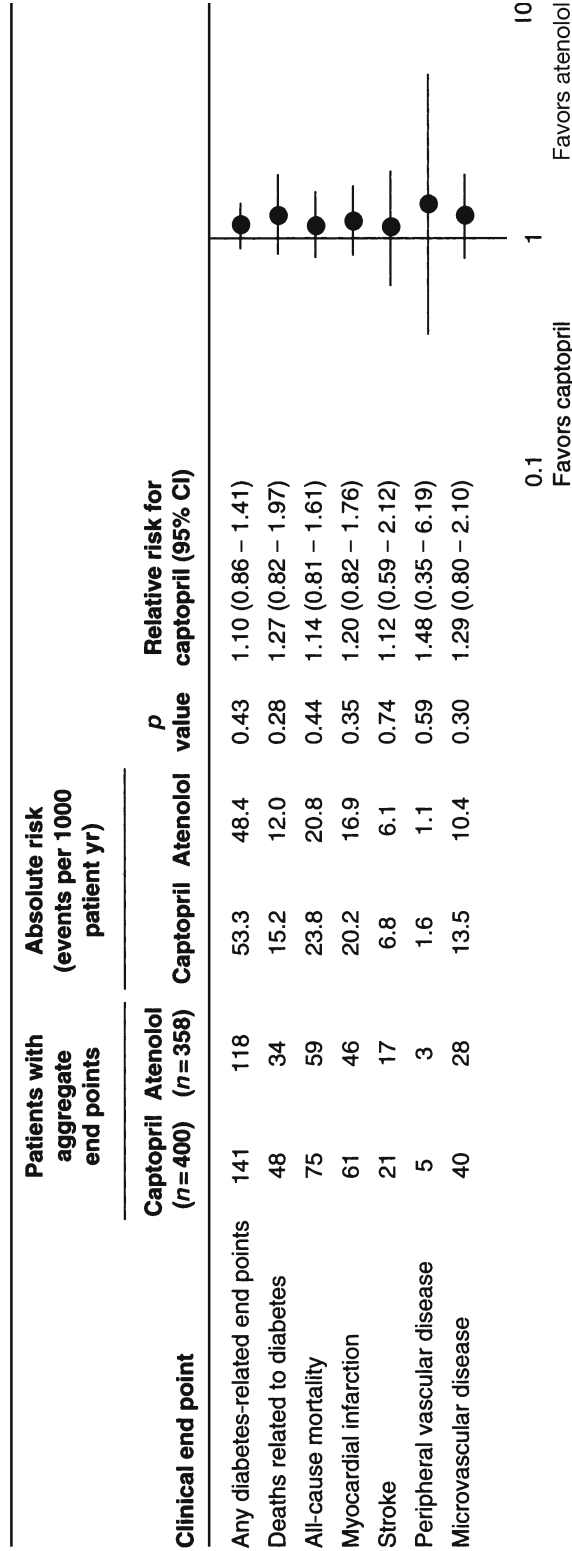 Patients with aggregate end points
Absolute risk (events per 1000 patient yr)
Clinical end point Captopril (n=400) Atenolol (n=358) Captopril Atenolol p value Relative risk for captopril (95% CI)
Any diabetes-related end points 141 118 53.3 48.4 0.43 1.10 (0.86 – 1.41)
Deaths related to diabetes 48 34 15.2 12.0 0.28 1.27 (0.82 – 1.97)
All-cause mortality 75 59 23.8 20.8 0.44 1.14 (0.81 – 1.61)
Myocardial infarction 61 46 20.2 16.9 0.35 1.20 (0.82 – 1.76)
Stroke 21 17 6.8 6.1 0.74 1.12 (0.59 – 2.12)
Peripheral vascular disease 5 3 1.6 1.1 0.59 1.48 (0.35 – 6.19)
Microvascular disease 40 28 13.5 10.4 0.30 1.29 (0.80 – 2.10)
0.1 1 10
Favors captopril Favors atenolol